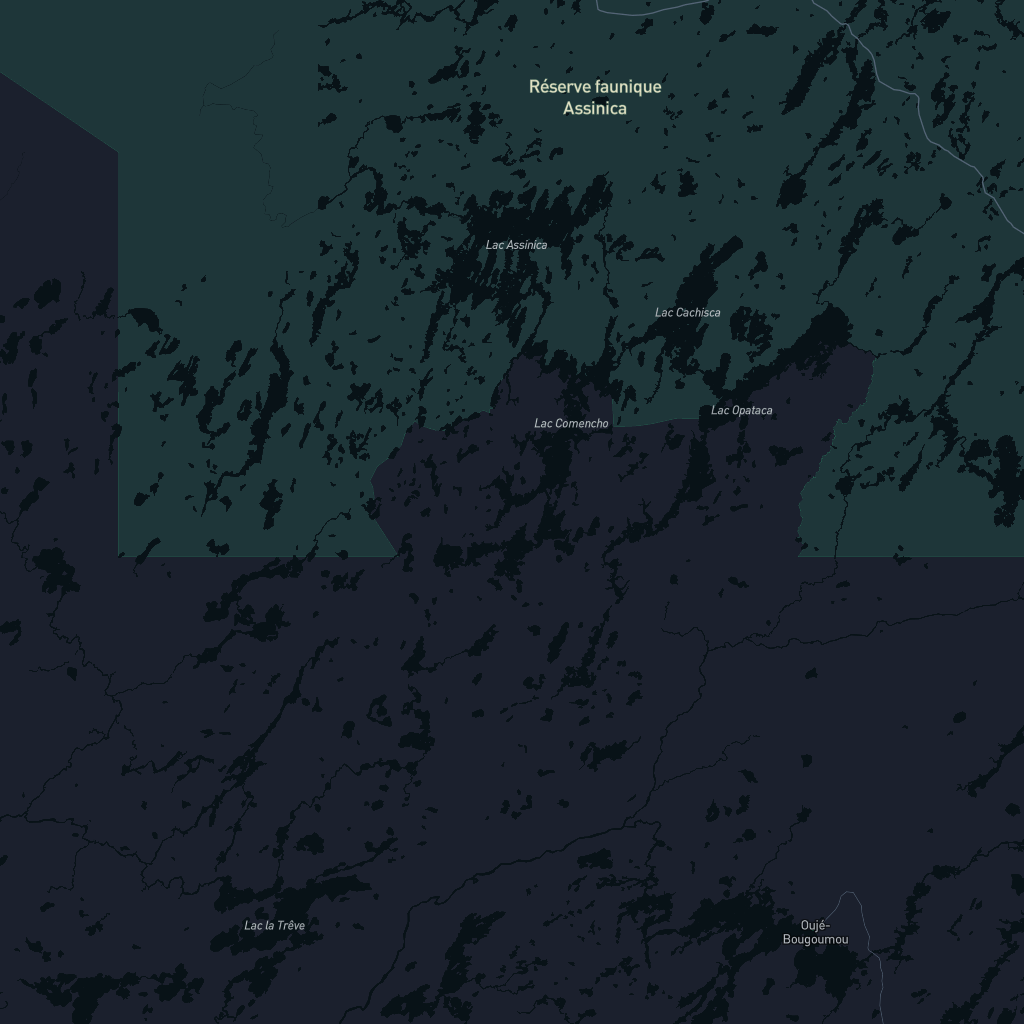 Réserve faunique
Assinica
Lac Assinica
Lac Cachisca
Lac Opataca
Lac Comencho
Lac la Trêve
Oujé-
Bougoumou